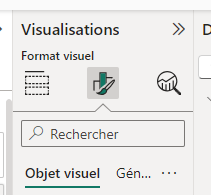 Visualisations
Format visuel
Rechercher
Objet visuel Gén...
D